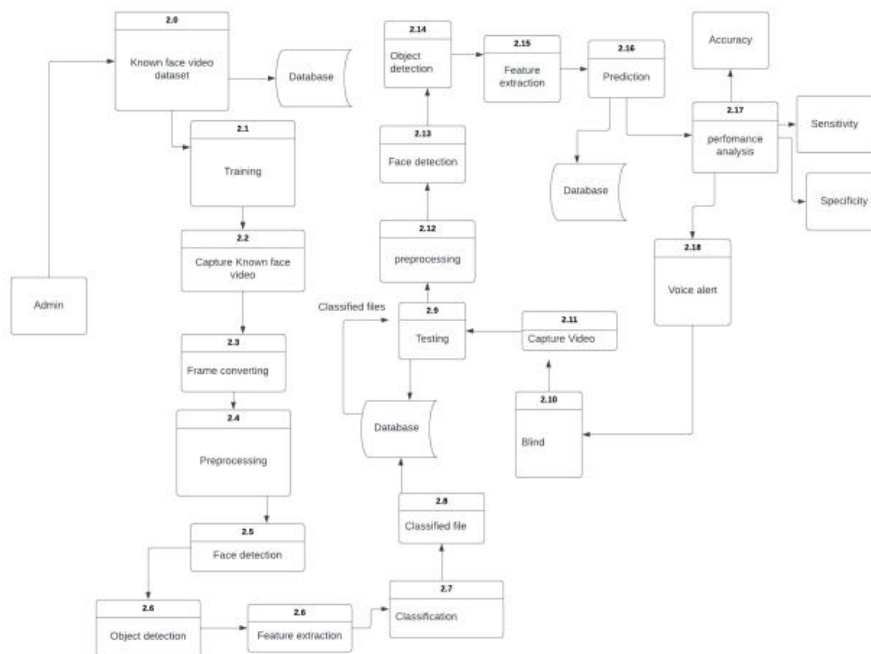 2.0
Known face video
dataset
Database
2.1
Training
2.2
Capture Known face
video
Admin
2.3
Frame converting
2.4
Preprocessing
2.5
Face detection
2.6
Object detection
2.6
Feature extraction
2.7
Classification
2.8
Classified file
Database
Classified files
2.9
Testing
2.11
Capture Video
2.10
Blind
2.12
preprocessing
2.13
Face detection
2.14
Object
detection
2.15
Feature
extraction
2.16
Prediction
Database
Accuracy
2.17
perfomance
analysis
Sensitivity
Specificity
2.18
Voice alert